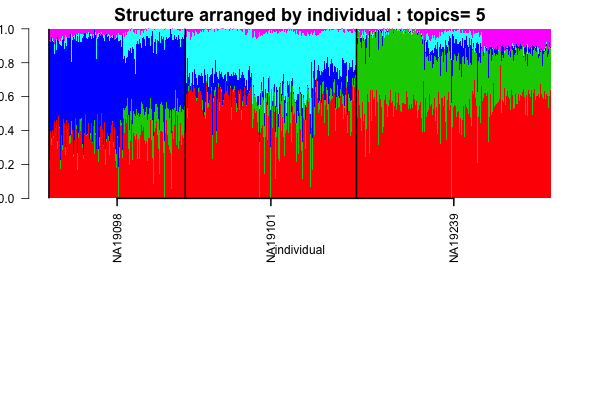 Structure arranged by individual : topics= 5
1.0
0.8
0.6
0.4
0.2
0.0
NA19098
NA19101
NA19239
individual